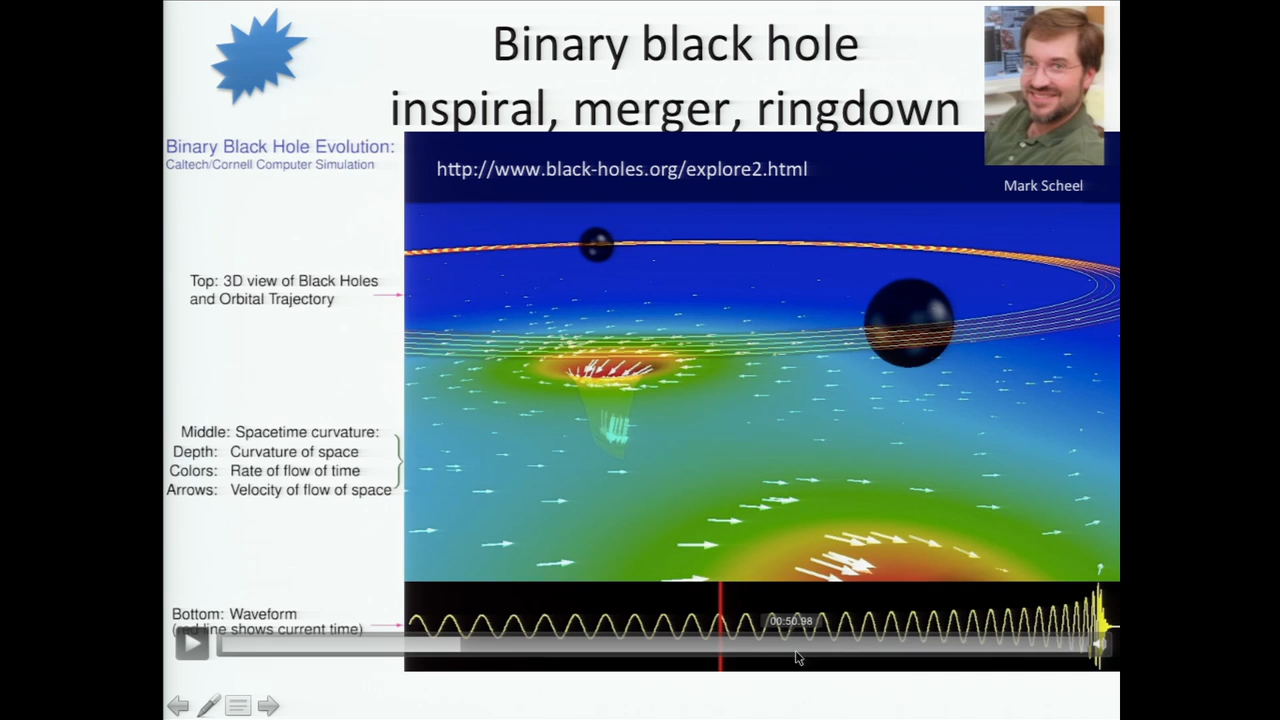 Binary black hole
inspiral, merger, ringdown
Binary Black Hole Evolution:
Caltech/Cornell Computer Simulation
http://www.black-holes.org/explore2.html
Mark Scheel
Top: 3D view of Black Holes
and Orbital Trajectory
Middle: Spacetime curvature:
Depth: Curvature of space
Colors: Rate of flow of time
Arrows: Velocity of flow of space
Bottom: Waveform
(red line shows current time)
00:50.98